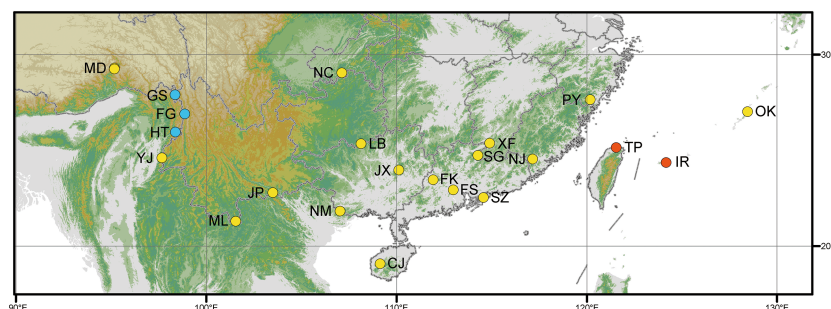 30
MD
NC
GS
PY
FG
OK
HT
LB
XF
TP
YJ
SG
NJ
IR
JX
FK
JP
FS
SZ
NM
ML
20
CJ
90°E
100°E
110°E
120°E
130°E